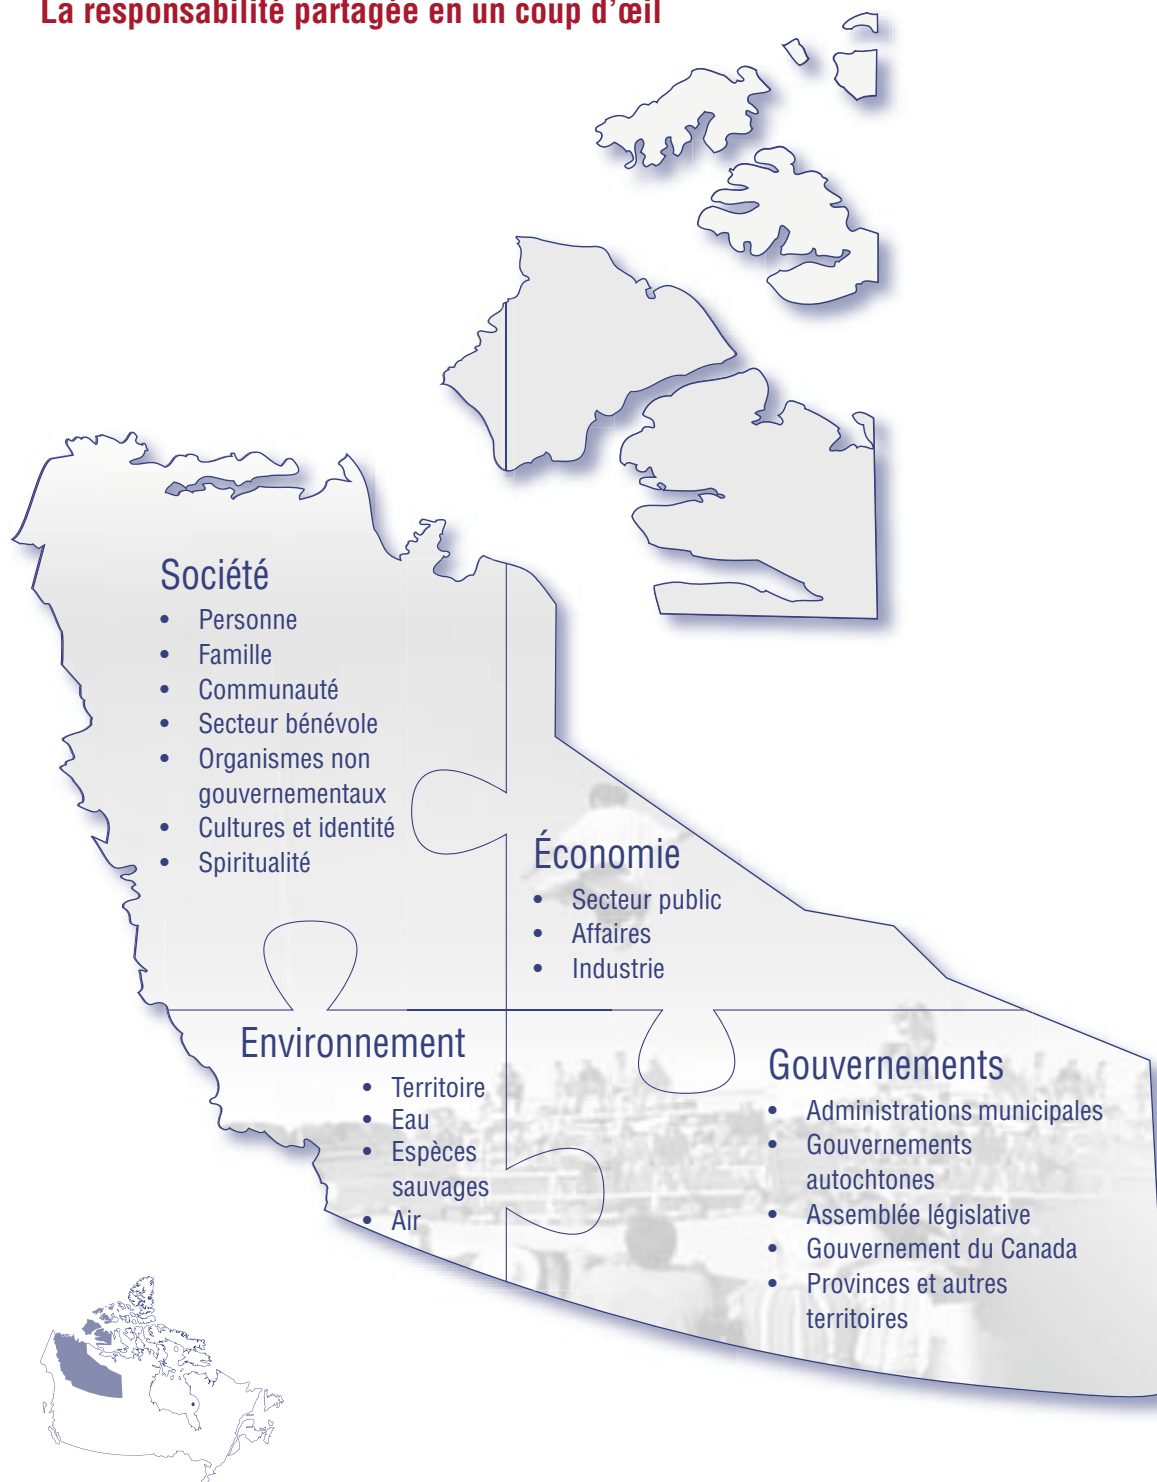 La responsabilité partagée en un coup d’œil
Société
• Personne
• Famille
• Communauté
• Secteur bénévole
• Organismes non
gouvernementaux
• Cultures et identité
• Spiritualité
Économie
• Secteur public
• Affaires
• Industrie
Environnement
• Territoire
• Eau
• Espèces
sauvages
• Air
Gouvernements
• Administrations municipales
• Gouvernements
autochtones
• Assemblée législative
• Gouvernement du Canada
• Provinces et autres
territoires